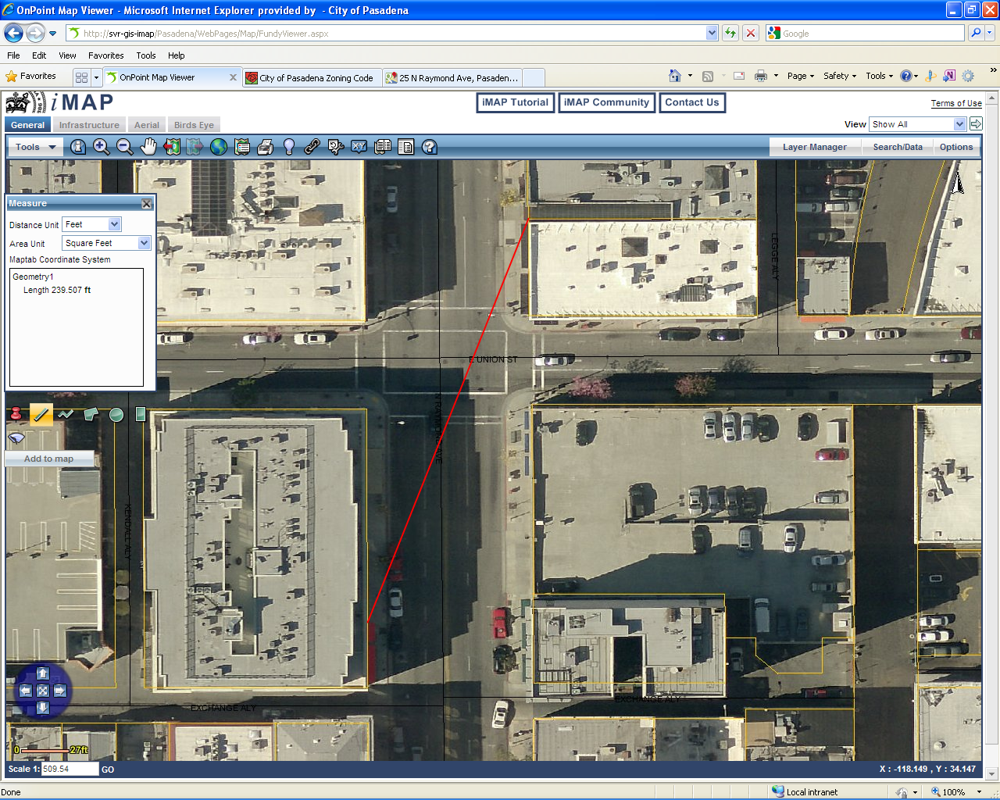 OnPoint Map Viewer - Microsoft Internet Explorer provided by - City of Pasadena
http://svr-gis-imap/Pasadena/WebPages/Map/FundyViewer.aspx
Google
File Edit View Favorites Tools Help
Favorites
OnPoint Map Viewer
City of Pasadena Zoning Code
25 N Raymond Ave, Pasaden...
Page Safety Tools
iMAP
iMAP Tutorial
iMAP Community
Contact Us
Terms of Use
General Infrastructure Aerial Birds Eye
View Show All
Tools
XY
Layer Manager Search/Data Options
Measure
Distance Unit Feet
Area Unit Square Feet
Maptab Coordinate System
Geometry1
Length 239.507 ft
LEGGE ALY
E UNION ST
N RAYMOND AVE
Add to map
KENDALL ALY
EXCHANGE ALY
EXCHANGE ALY
0 27ft
Scale 1: 509.54 GO
X : -118.149 , Y : 34.147
Done
Local intranet
100%